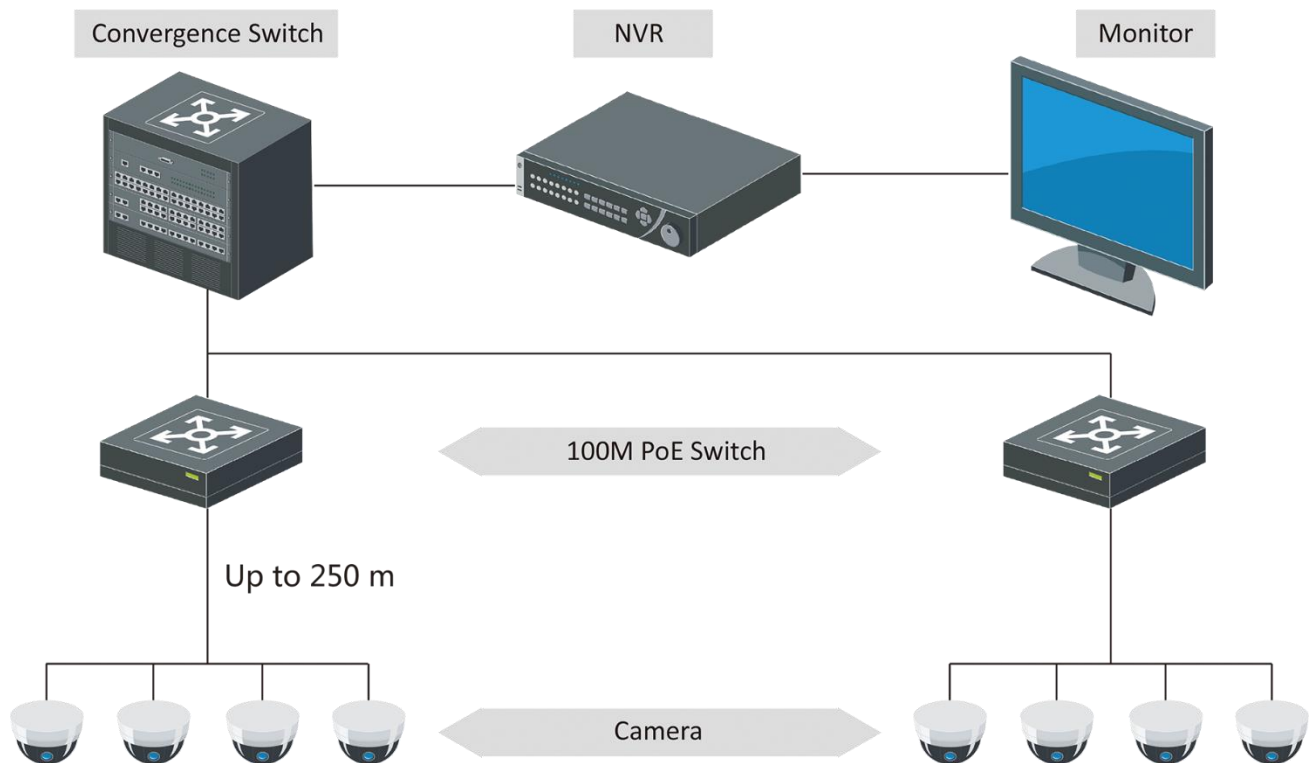 Convergence Switch
NVR
Monitor
100M PoE Switch
Up to 250 m
Camera